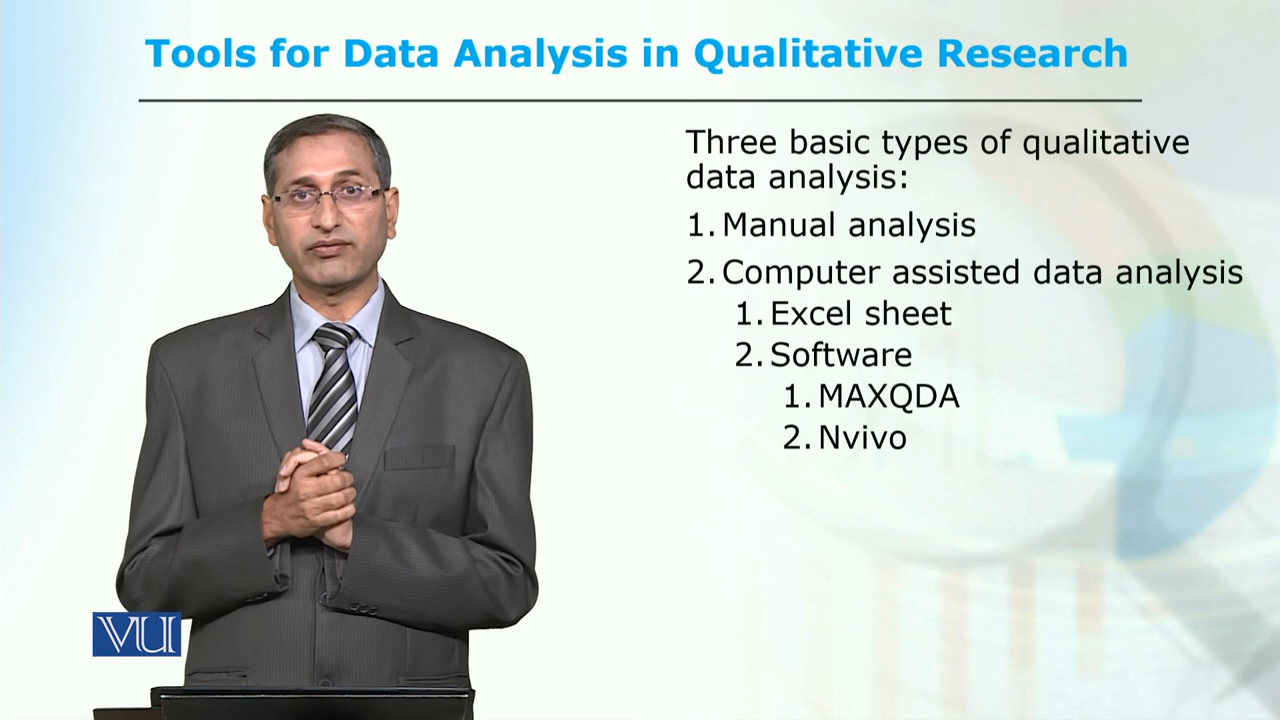 Tools for Data Analysis in Qualitative Research
Three basic types of qualitative
data analysis:
1. Manual analysis
2. Computer assisted data analysis
1. Excel sheet
2. Software
1. MAXQDA
2. Nvivo
VU